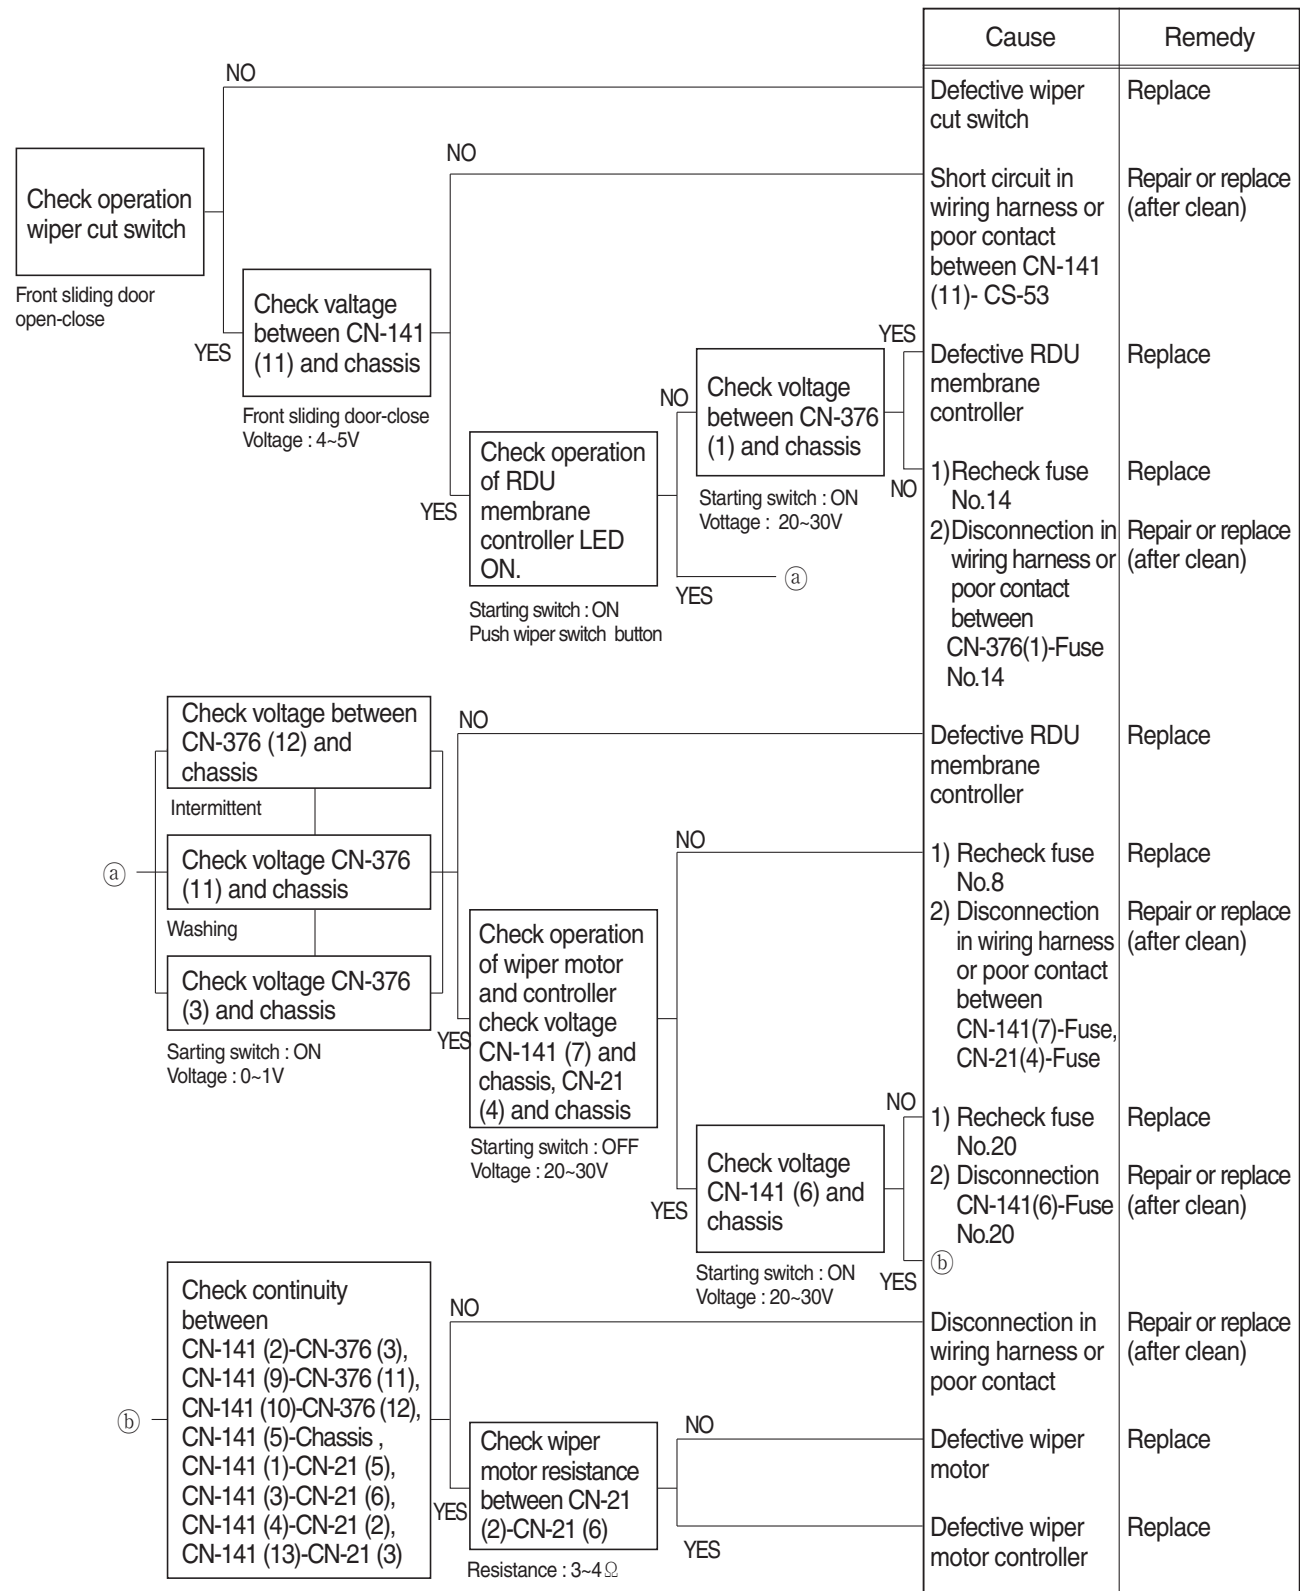 Cause
Remedy
NO
Defective wiper
cut switch
Replace
Check operation
wiper cut switch
Front sliding door
open-close
NO
Short circuit in
wiring harness or
poor contact
between CN-141
(11)- CS-53
Repair or replace
(after clean)
YES
Check valtage
between CN-141
(11) and chassis
Front sliding door-close
Voltage : 4~5V
YES
Defective RDU
membrane
controller
Replace
NO
Check voltage
between CN-376
(1) and chassis
Starting switch : ON
Vottage : 20~30V
YES
Check operation
of RDU
membrane
controller LED
ON.
Starting switch : ON
Push wiper switch button
NO
1)Recheck fuse
No.14
Replace
2)Disconnection in
wiring harness or
poor contact
between
CN-376(1)-Fuse
No.14
Repair or replace
(after clean)
YES
ⓐ
Check voltage between
CN-376 (12) and
chassis
Intermittent
ⓐ
Check voltage CN-376
(11) and chassis
Washing
Check voltage CN-376
(3) and chassis
Sarting switch : ON
Voltage : 0~1V
NO
Defective RDU
membrane
controller
Replace
YES
Check operation
of wiper motor
and controller
check voltage
CN-141 (7) and
chassis, CN-21
(4) and chassis
Starting switch : OFF
Voltage : 20~30V
NO
1) Recheck fuse
No.8
Replace
2) Disconnection
in wiring harness
or poor contact
between
CN-141(7)-Fuse,
CN-21(4)-Fuse
Repair or replace
(after clean)
YES
Check voltage
CN-141 (6) and
chassis
Starting switch : ON
Voltage : 20~30V
NO
1) Recheck fuse
No.20
Replace
2) Disconnection
CN-141(6)-Fuse
No.20
Repair or replace
(after clean)
YES
ⓑ
ⓑ
Check continuity
between
CN-141 (2)-CN-376 (3),
CN-141 (9)-CN-376 (11),
CN-141 (10)-CN-376 (12),
CN-141 (5)-Chassis ,
CN-141 (1)-CN-21 (5),
CN-141 (3)-CN-21 (6),
CN-141 (4)-CN-21 (2),
CN-141 (13)-CN-21 (3)
NO
Disconnection in
wiring harness or
poor contact
Repair or replace
(after clean)
YES
Check wiper
motor resistance
between CN-21
(2)-CN-21 (6)
Resistance : 3~4Ω
NO
Defective wiper
motor
Replace
YES
Defective wiper
motor controller
Replace